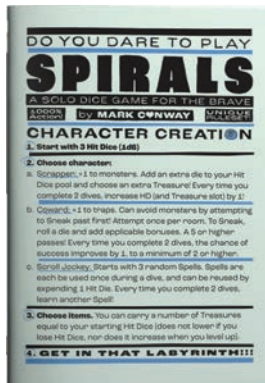 DO YOU DARE TO PLAY
SPIRALS
A SOLO DICE GAME FOR THE BRAVE
1000% Action!
by MARK C♥NWAY
UNIQUE RULESET!
CHARACTER CREATION
1. Start with 3 Hit Dice (1d6)
2. Choose character:
a. Scrapper: +1 to monsters. Add an extra die to your
Hit Dice pool and choose an extra Treasure! Every time you
complete 2 dives, increase HD (and Treasure slot) by 1!
b. Coward: +1 to traps. Can avoid monsters by attempting
to Sneak past first! Attempt once per room. To Sneak,
roll a die and add applicable bonuses. A 5 or higher
passes! Every time you complete 2 dives, the chance of
success improves by 1, to a minimum of 2 or higher.
c. Scroll Jockey: Starts with 3 random Spells. Spells are
each be used once during a dive, and can be reused by
expending 1 Hit Die. Every time you complete 2 dives,
learn another Spell!
3. Choose items. You can carry a number of Treasures
equal to your starting Hit Dice (does not lower if you
lose Hit Dice, nor does it increase when you level up).
4. GET IN THAT LABYRINTH!!!